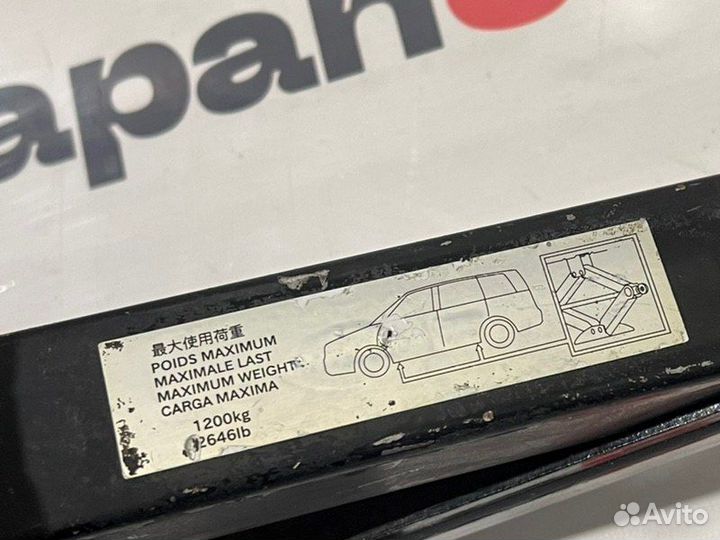 apan
最大使用荷重
POIDS MAXIMUM
MAXIMALE LAST
MAXIMUM WEIGHT
CARGA MAXIMA
1200kg
2646lb
Avito